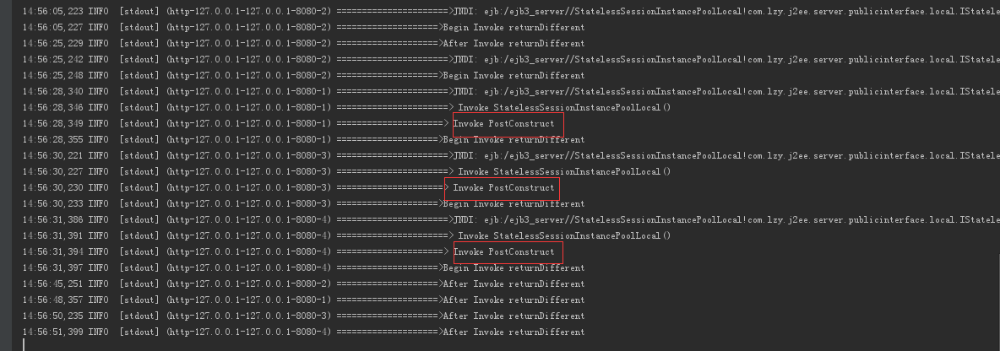 14:56:05,223 INFO  [stdout] (http-127.0.0.1-127.0.0.1-8080-2) ======================>JNDI: ejb:/ejb3_server//StatelessSessionInstancePoolLocal!com.lzy.j2ee.server.publicinterface.local.IStatele
14:56:05,227 INFO  [stdout] (http-127.0.0.1-127.0.0.1-8080-2) ====================>Begin Invoke returnDifferent
14:56:25,229 INFO  [stdout] (http-127.0.0.1-127.0.0.1-8080-2) ====================>After Invoke returnDifferent
14:56:25,242 INFO  [stdout] (http-127.0.0.1-127.0.0.1-8080-2) ======================>JNDI: ejb:/ejb3_server//StatelessSessionInstancePoolLocal!com.lzy.j2ee.server.publicinterface.local.IStatele
14:56:25,248 INFO  [stdout] (http-127.0.0.1-127.0.0.1-8080-2) ====================>Begin Invoke returnDifferent
14:56:28,340 INFO  [stdout] (http-127.0.0.1-127.0.0.1-8080-1) ======================>JNDI: ejb:/ejb3_server//StatelessSessionInstancePoolLocal!com.lzy.j2ee.server.publicinterface.local.IStatele
14:56:28,346 INFO  [stdout] (http-127.0.0.1-127.0.0.1-8080-1) ======================> Invoke StatelessSessionInstancePoolLocal()
14:56:28,349 INFO  [stdout] (http-127.0.0.1-127.0.0.1-8080-1) =====================> Invoke PostConstruct
14:56:28,355 INFO  [stdout] (http-127.0.0.1-127.0.0.1-8080-1) ====================>Begin Invoke returnDifferent
14:56:30,221 INFO  [stdout] (http-127.0.0.1-127.0.0.1-8080-3) ======================>JNDI: ejb:/ejb3_server//StatelessSessionInstancePoolLocal!com.lzy.j2ee.server.publicinterface.local.IStatele
14:56:30,227 INFO  [stdout] (http-127.0.0.1-127.0.0.1-8080-3) ======================> Invoke StatelessSessionInstancePoolLocal()
14:56:30,230 INFO  [stdout] (http-127.0.0.1-127.0.0.1-8080-3) =====================> Invoke PostConstruct
14:56:30,233 INFO  [stdout] (http-127.0.0.1-127.0.0.1-8080-3) ====================>Begin Invoke returnDifferent
14:56:31,386 INFO  [stdout] (http-127.0.0.1-127.0.0.1-8080-4) ======================>JNDI: ejb:/ejb3_server//StatelessSessionInstancePoolLocal!com.lzy.j2ee.server.publicinterface.local.IStatele
14:56:31,391 INFO  [stdout] (http-127.0.0.1-127.0.0.1-8080-4) ======================> Invoke StatelessSessionInstancePoolLocal()
14:56:31,394 INFO  [stdout] (http-127.0.0.1-127.0.0.1-8080-4) =====================> Invoke PostConstruct
14:56:31,397 INFO  [stdout] (http-127.0.0.1-127.0.0.1-8080-4) ====================>Begin Invoke returnDifferent
14:56:45,251 INFO  [stdout] (http-127.0.0.1-127.0.0.1-8080-2) ====================>After Invoke returnDifferent
14:56:48,357 INFO  [stdout] (http-127.0.0.1-127.0.0.1-8080-1) ====================>After Invoke returnDifferent
14:56:50,235 INFO  [stdout] (http-127.0.0.1-127.0.0.1-8080-3) ====================>After Invoke returnDifferent
14:56:51,399 INFO  [stdout] (http-127.0.0.1-127.0.0.1-8080-4) ====================>After Invoke returnDifferent